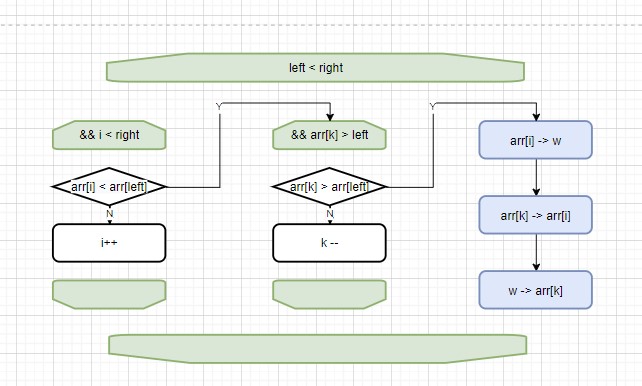 left < right
&& i < right
arr[i] < arr[left]
N
i++
Y
&& arr[k] > left
arr[k] > arr[left]
N
k --
Y
arr[i] -> w
arr[k] -> arr[i]
w -> arr[k]